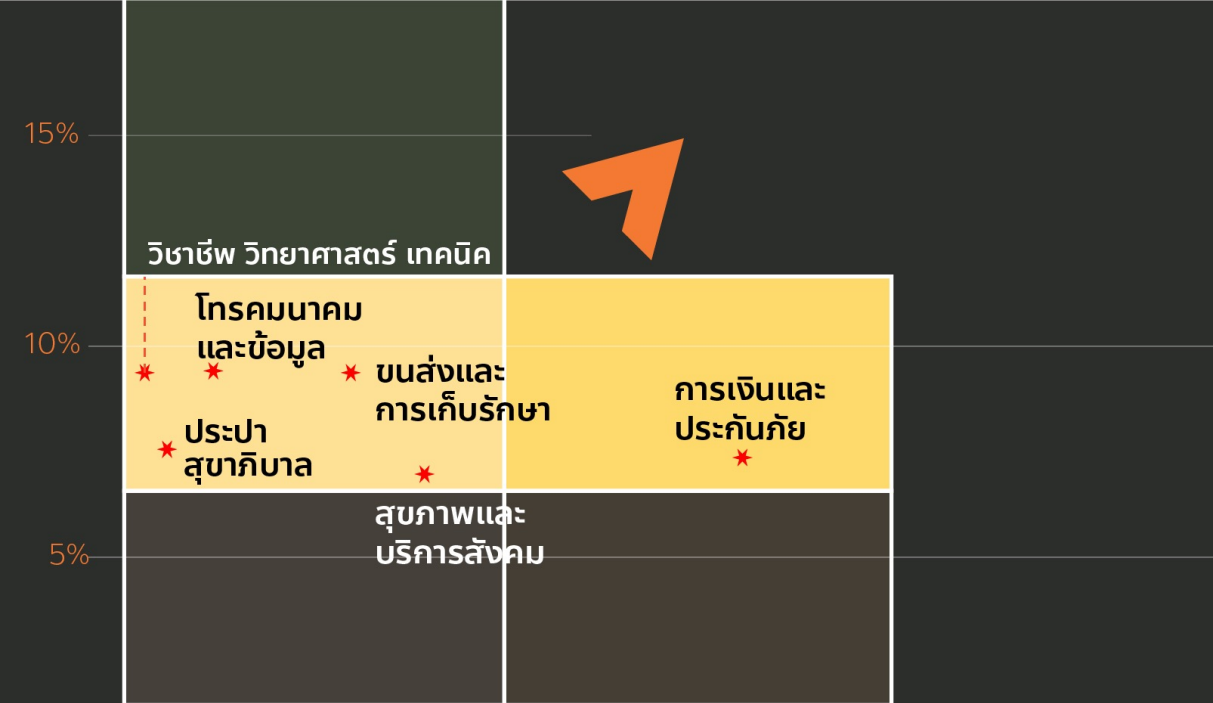 15%
วิชาชีพ วิทยาศาสตร์ เทคนิค
โทรคมนาคม
และข้อมูล
10%
ขนส่งและ
การเก็บรักษา
การเงินและ
ประกันภัย
ประปา
สุขาภิบาล
สุขภาพและ
บริการสังคม
5%